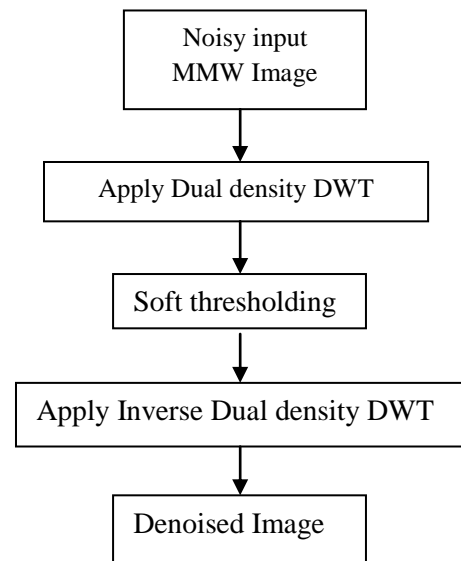 Noisy input
MMW Image
Apply Dual density DWT
Soft thresholding
Apply Inverse Dual density DWT
Denoised Image